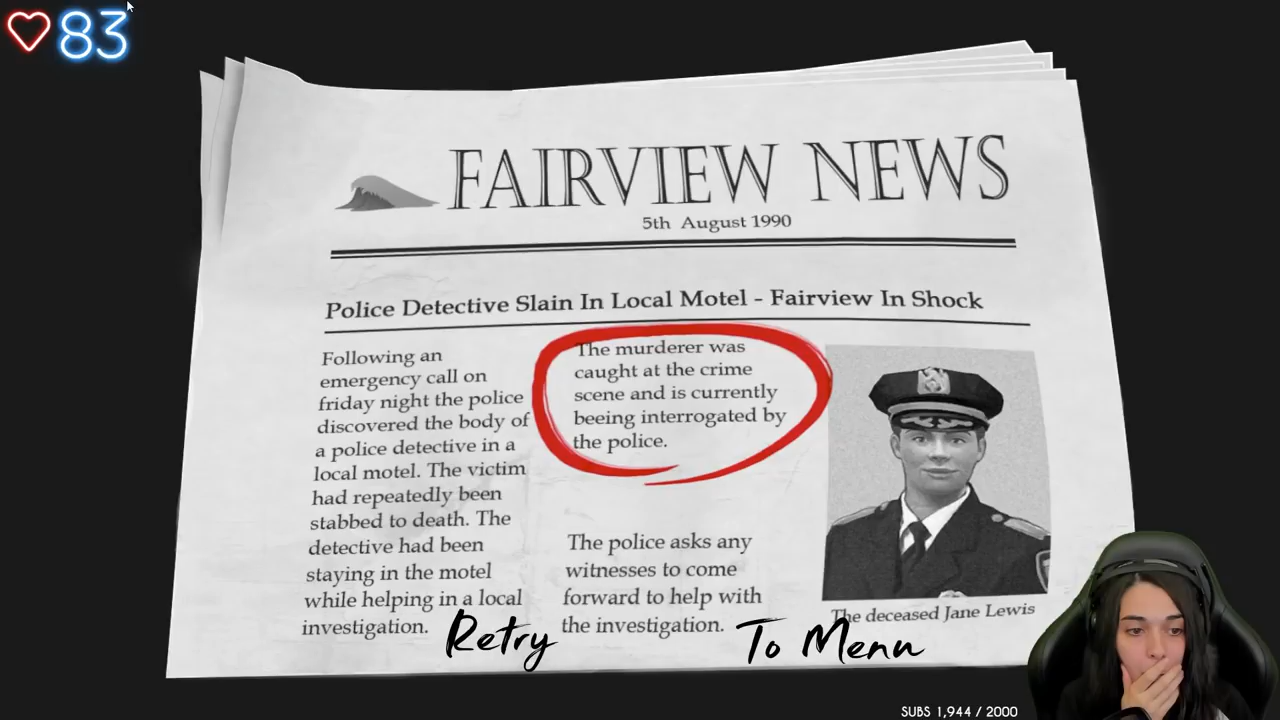 83
FAIRVIEW NEWS
5th August 1990
Police Detective Slain In Local Motel - Fairview In Shock
Following an
emergency call on
friday night the police
discovered the body of
a police detective in a
local motel. The victim
had repeatedly been
stabbed to death. The
detective had been
staying in the motel
while helping in a local
investigation.
The murderer was
caught at the crime
scene and is currently
beeing interrogated by
the police.
The police asks any
witnesses to come
forward to help with
the investigation.
The deceased Jane Lewis
Retry
To Menu
SUBS 1,944 / 2000